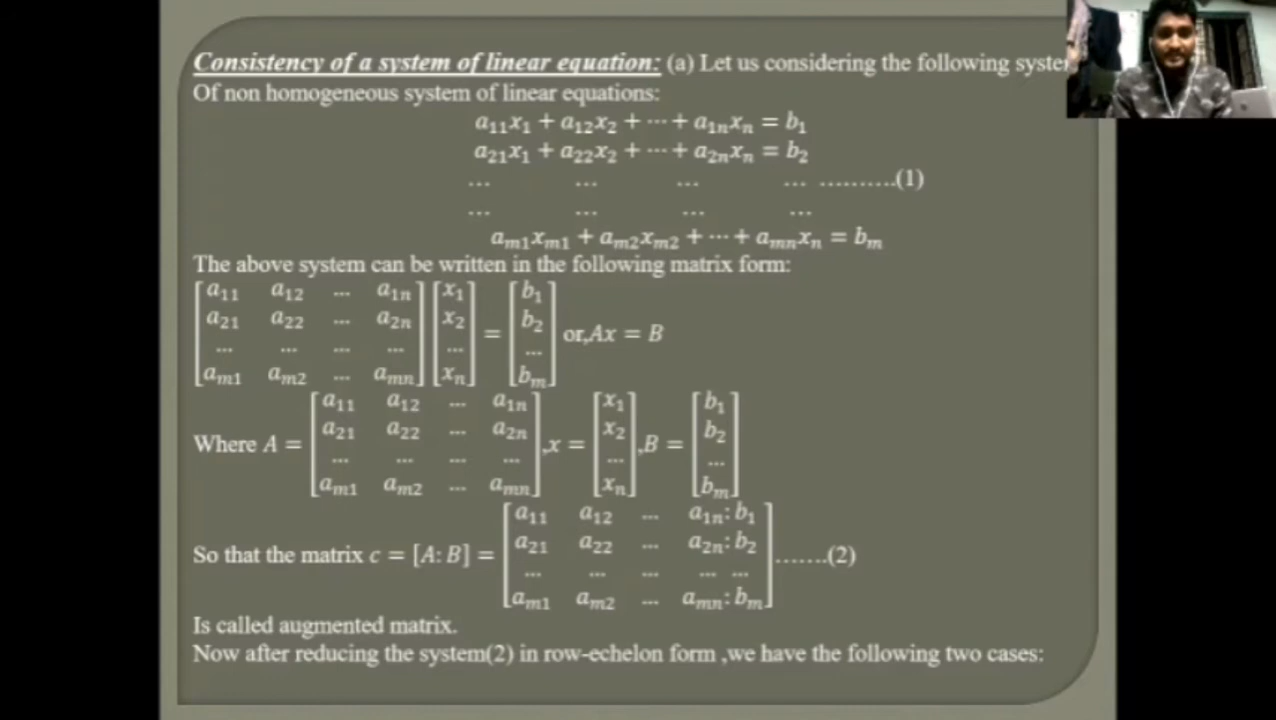 Consistency of a system of linear equation: (a) Let us considering the following system
Of non homogeneous system of linear equations:
a₁₁x₁ + a₁₂x₂ + ··· + a₁ₙxₙ = b₁
a₂₁x₁ + a₂₂x₂ + ··· + a₂ₙxₙ = b₂
... ... ... ... ..........(1)
... ... ... ...
aₘ₁xₘ₁ + aₘ₂xₘ₂ + ··· + aₘₙxₙ = bₘ
The above system can be written in the following matrix form:
[a₁₁ a₁₂ ... a₁ₙ] [x₁] [b₁]
[a₂₁ a₂₂ ... a₂ₙ] [x₂] = [b₂] or,Ax = B
[... ... ... ...] [...] [...]
[aₘ₁ aₘ₂ ... aₘₙ] [xₙ] [bₘ]
[a₁₁ a₁₂ ... a₁ₙ] [x₁] [b₁]
Where A = [a₂₁ a₂₂ ... a₂ₙ] ,x = [x₂] ,B = [b₂]
[... ... ... ...] [...] [...]
[aₘ₁ aₘ₂ ... aₘₙ] [xₙ] [bₘ]
[a₁₁ a₁₂ ... a₁ₙ: b₁]
So that the matrix c = [A: B] = [a₂₁ a₂₂ ... a₂ₙ: b₂] .......(2)
[... ... ... ... ...]
[aₘ₁ aₘ₂ ... aₘₙ: bₘ]
Is called augmented matrix.
Now after reducing the system(2) in row-echelon form ,we have the following two cases: